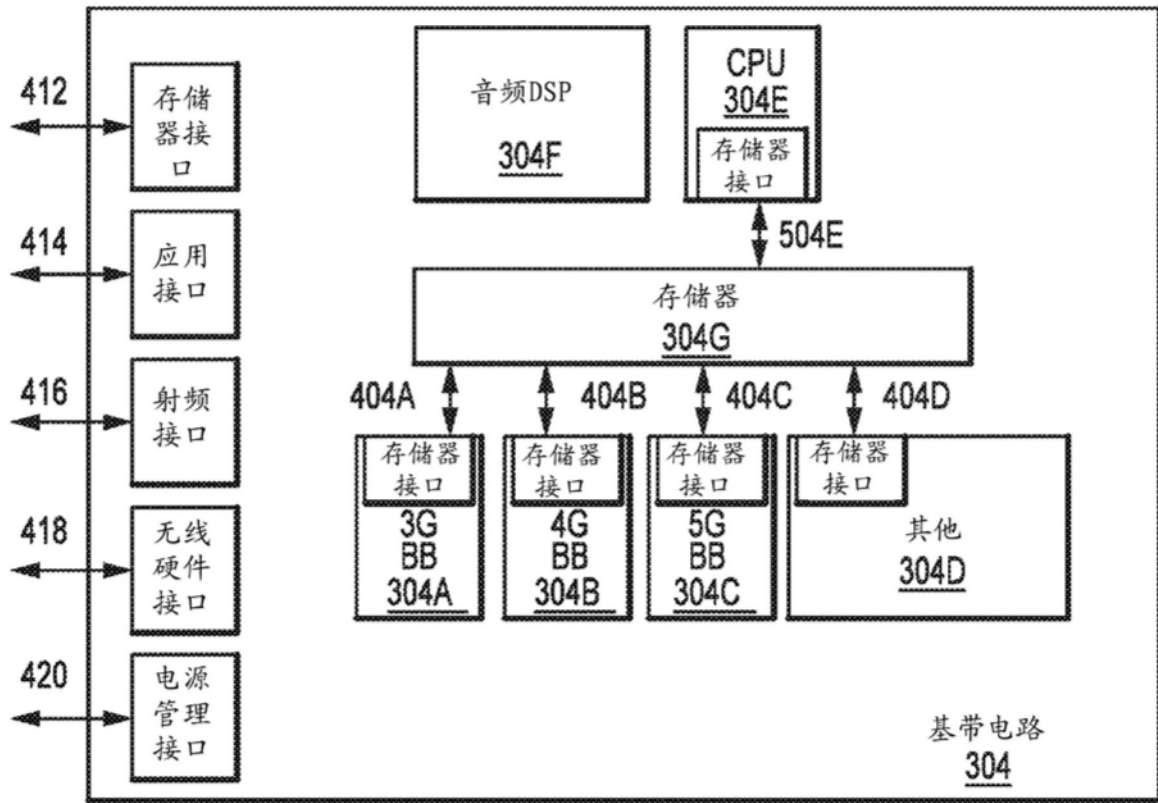 412
存储
器接
口
414
应用
接口
416
射频
接口
418
无线
硬件
接口
420
电源
管理
接口
音频DSP
304F
CPU
304E
存储器
接口
504E
存储器
304G
404A
404B
404C
404D
存储器
接口
3G
BB
304A
存储器
接口
4G
BB
304B
存储器
接口
5G
BB
304C
存储器
接口
其他
304D
基带电路
304